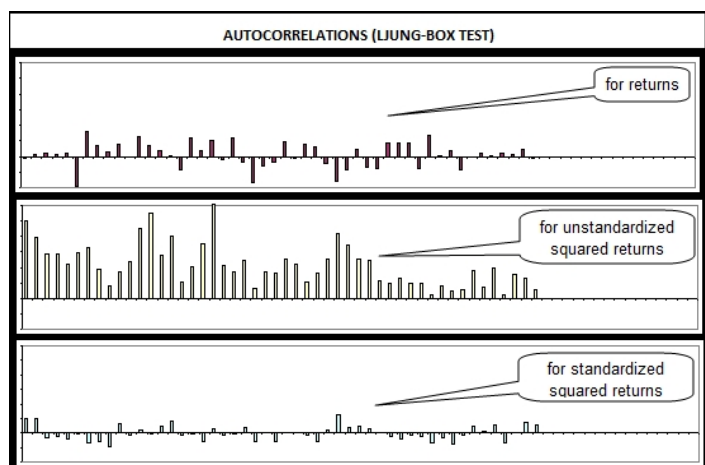 AUTOCORRELATIONS (LJUNG-BOX TEST)
for returns
for unstandardized
squared returns
for standardized
squared returns